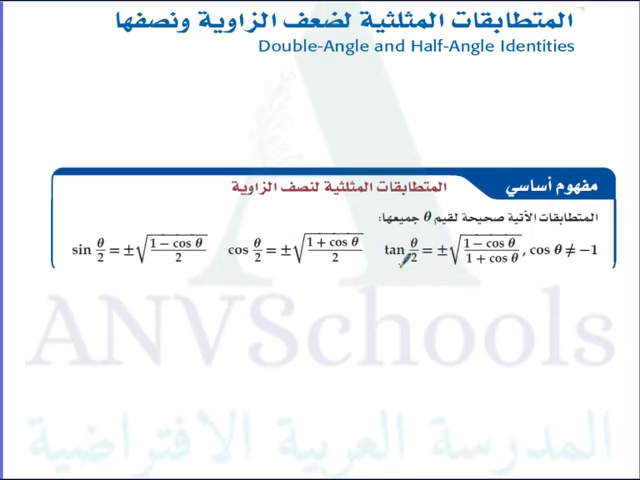 المتطابقات المثلثية لضعف الزاوية ونصفها
Double-Angle and Half-Angle Identities
مفهوم أساسي
المتطابقات المثلثية لنصف الزاوية
المتطابقات الآتية صحيحة لقيم θ جميعها:
sin θ/2 = ±√((1 − cos θ)/2) cos θ/2 = ±√((1 + cos θ)/2) tan θ/2 = ±√((1 − cos θ)/(1 + cos θ)), cos θ ≠ −1
ANVSchools
المدرسة العربية الافتراضية